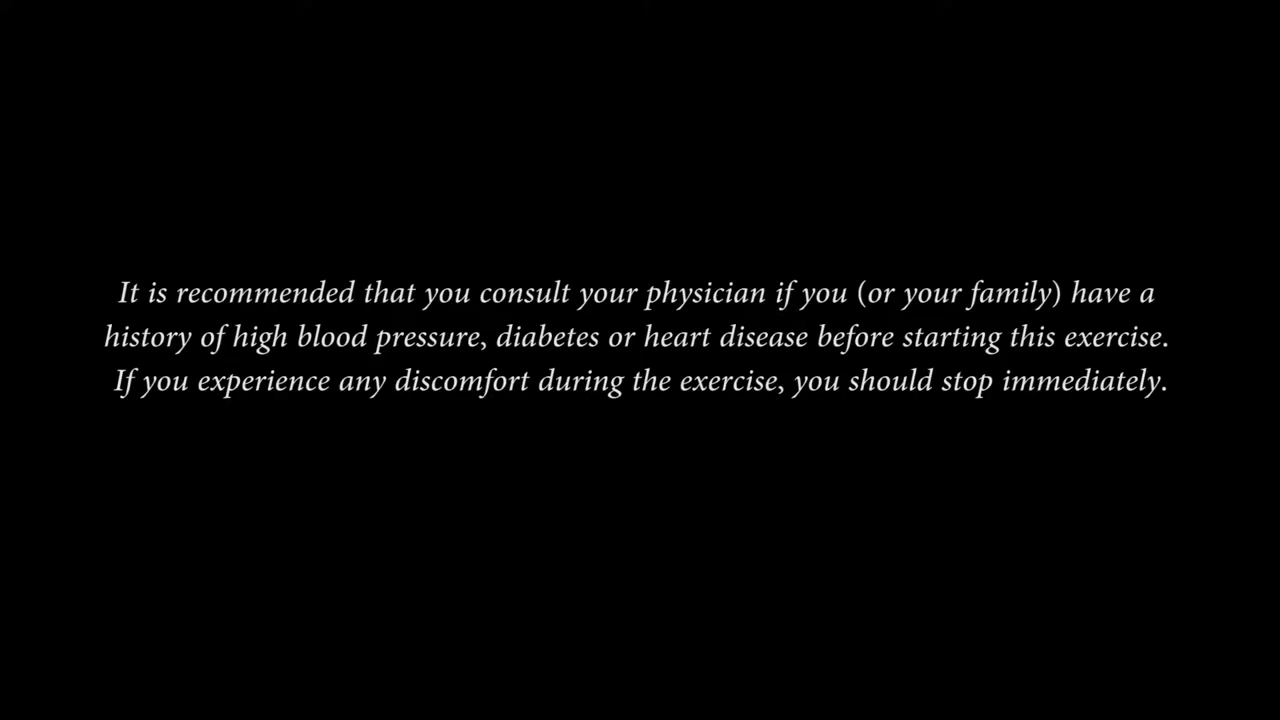 It is recommended that you consult your physician if you (or your family) have a
history of high blood pressure, diabetes or heart disease before starting this exercise.
If you experience any discomfort during the exercise, you should stop immediately.